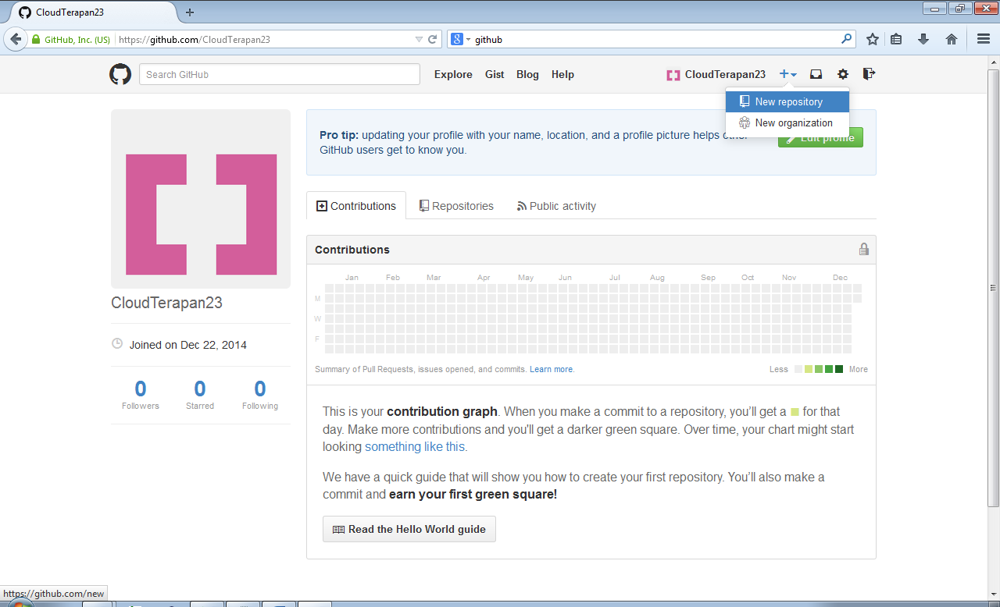 CloudTerapan23
GitHub, Inc. (US) https://github.com/CloudTerapan23
8 github
Search GitHub
Explore Gist Blog Help
CloudTerapan23
New repository
New organization
Pro tip: updating your profile with your name, location, and a profile picture helps other
GitHub users get to know you.
Edit profile
Contributions Repositories Public activity
Contributions
Jan Feb Mar Apr May Jun Jul Aug Sep Oct Nov Dec
M
W
F
Summary of Pull Requests, issues opened, and commits. Learn more.
Less More
CloudTerapan23
Joined on Dec 22, 2014
0 0 0
Followers Starred Following
This is your contribution graph. When you make a commit to a repository, you’ll get a for that
day. Make more contributions and you'll get a darker green square. Over time, your chart might start
looking something like this.
We have a quick guide that will show you how to create your first repository. You’ll also make a
commit and earn your first green square!
Read the Hello World guide
https://github.com/new